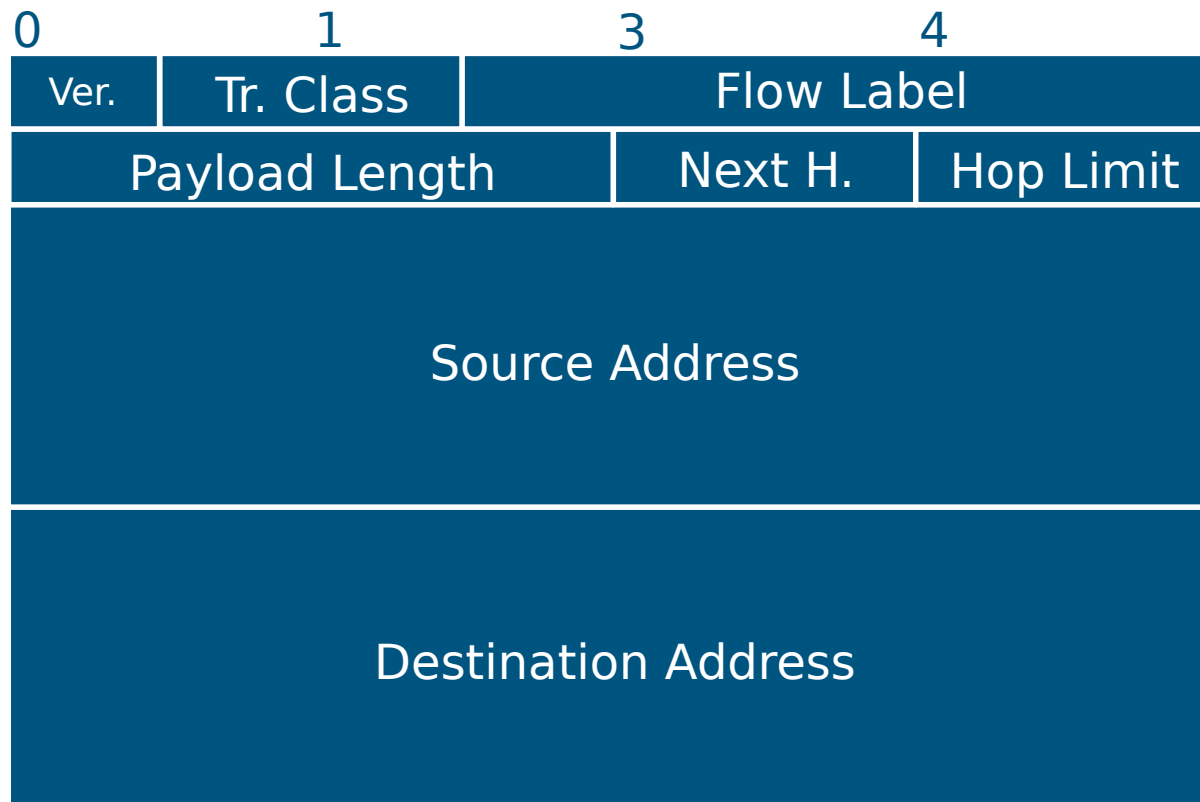 0 1 3 4
Ver. Tr. Class Flow Label
Payload Length Next H. Hop Limit
Source Address
Destination Address